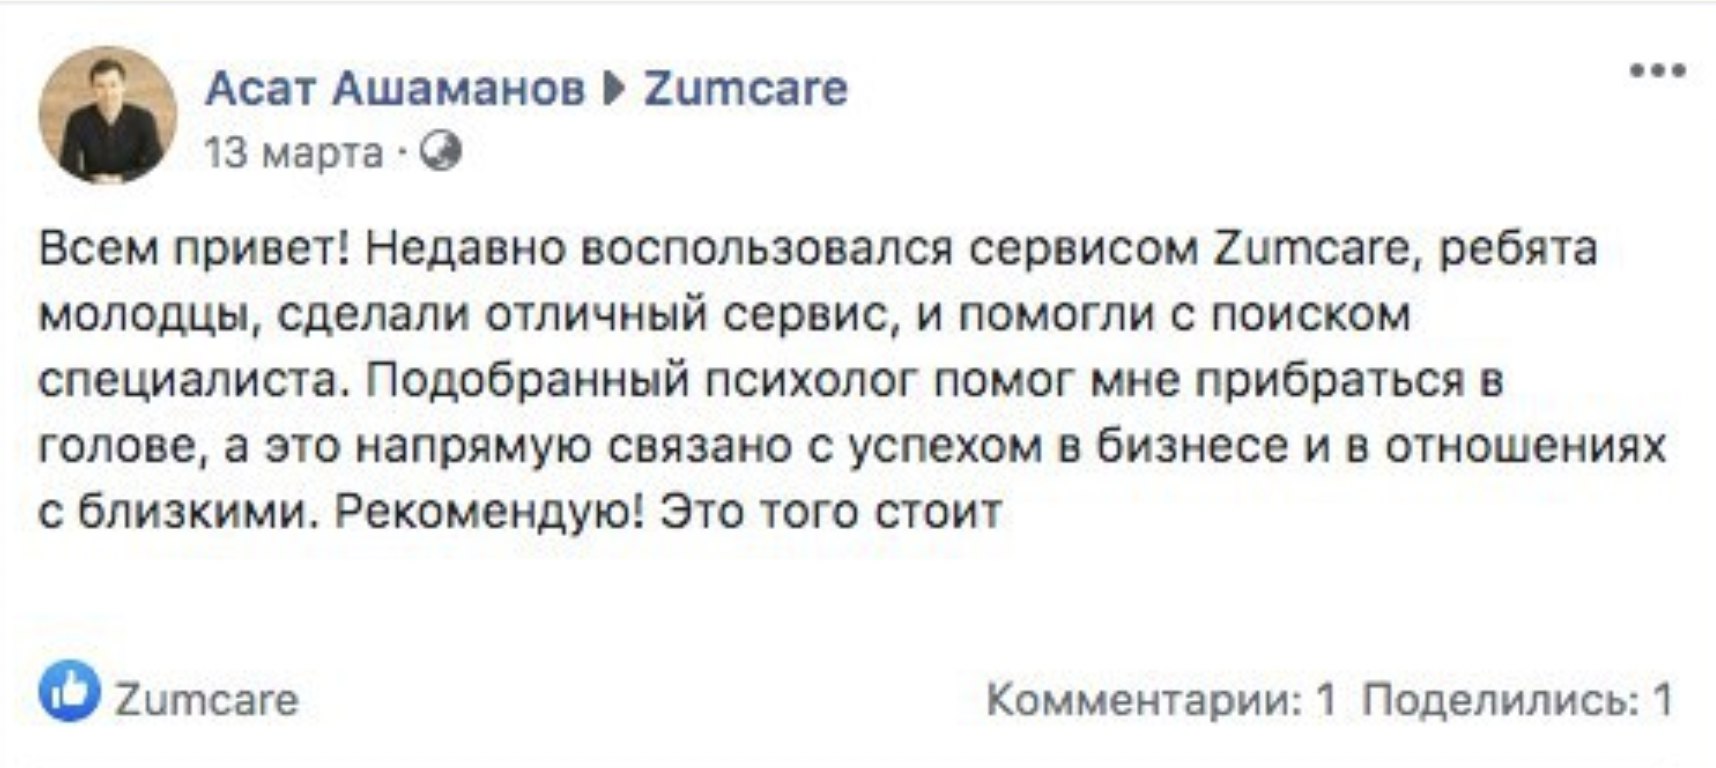 Асат Ашаманов ▶ Zumcare
13 марта ·
Всем привет! Недавно воспользовался сервисом Zumcare, ребята
молодцы, сделали отличный сервис, и помогли с поиском
специалиста. Подобранный психолог помог мне прибраться в
голове, а это напрямую связано с успехом в бизнесе и в отношениях
с близкими. Рекомендую! Это того стоит
Zumcare
Комментарии: 1 Поделились: 1